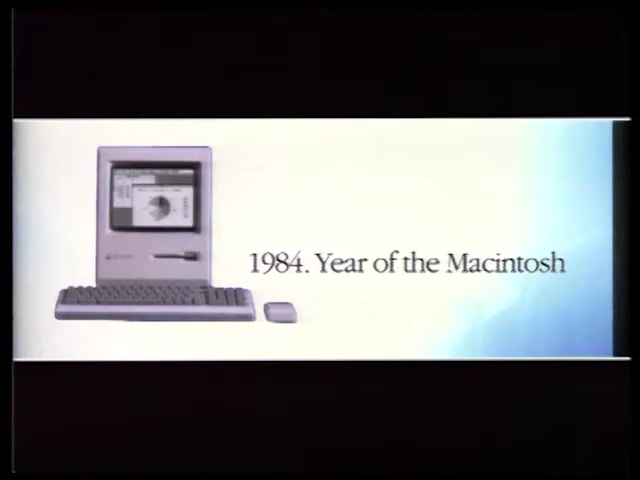 1984. Year of the Macintosh